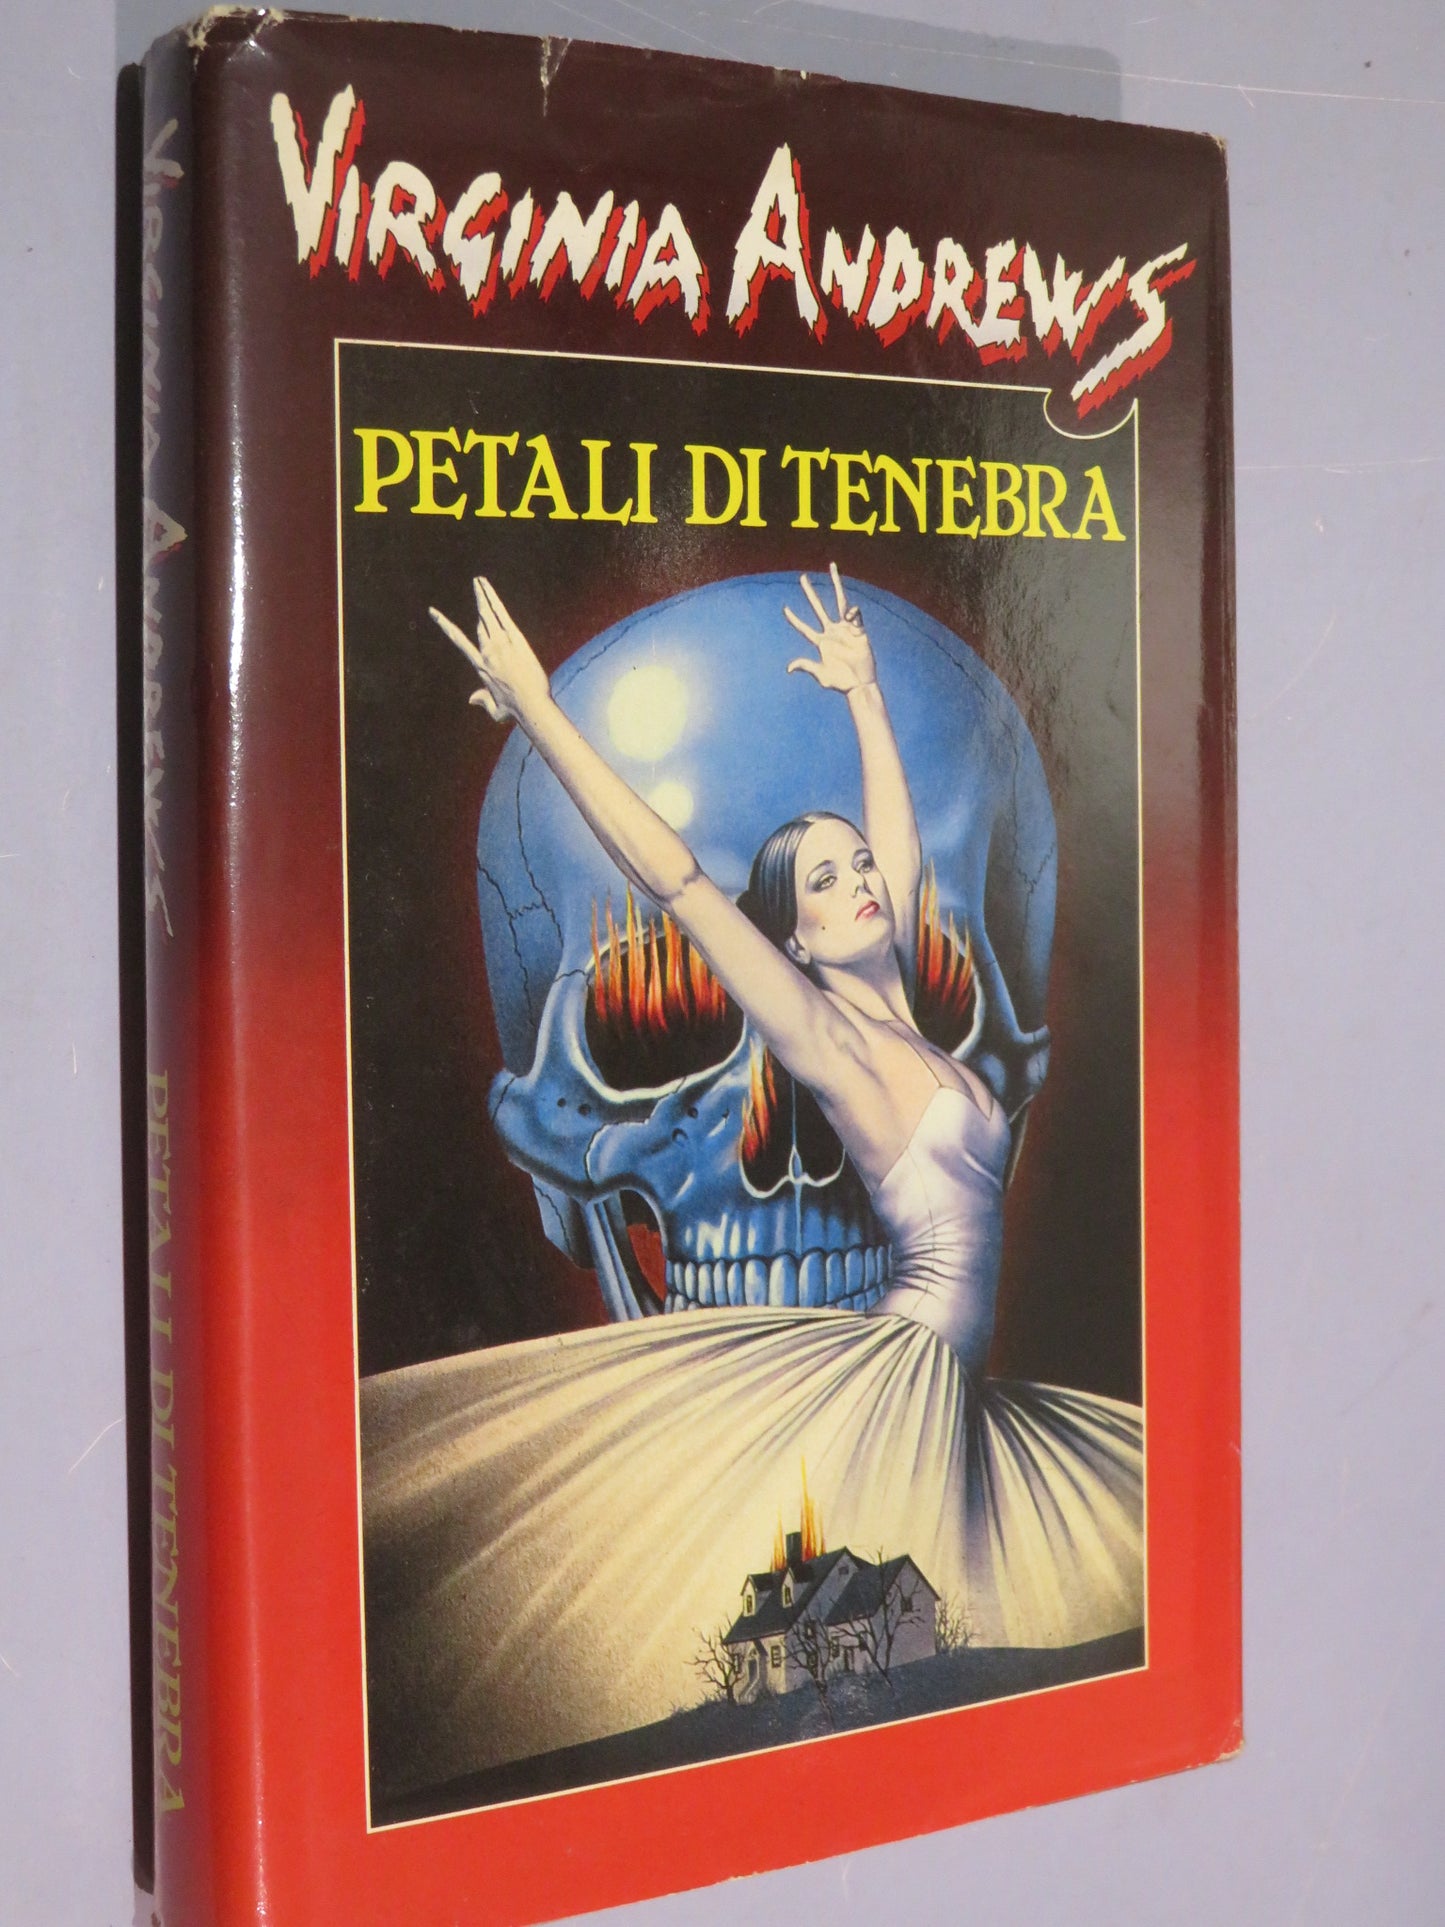 VIRGINIA ANDREWS
PETALI DI TENEBRA
VIRGINIA ANDREWS PETALI DI TENEBRA